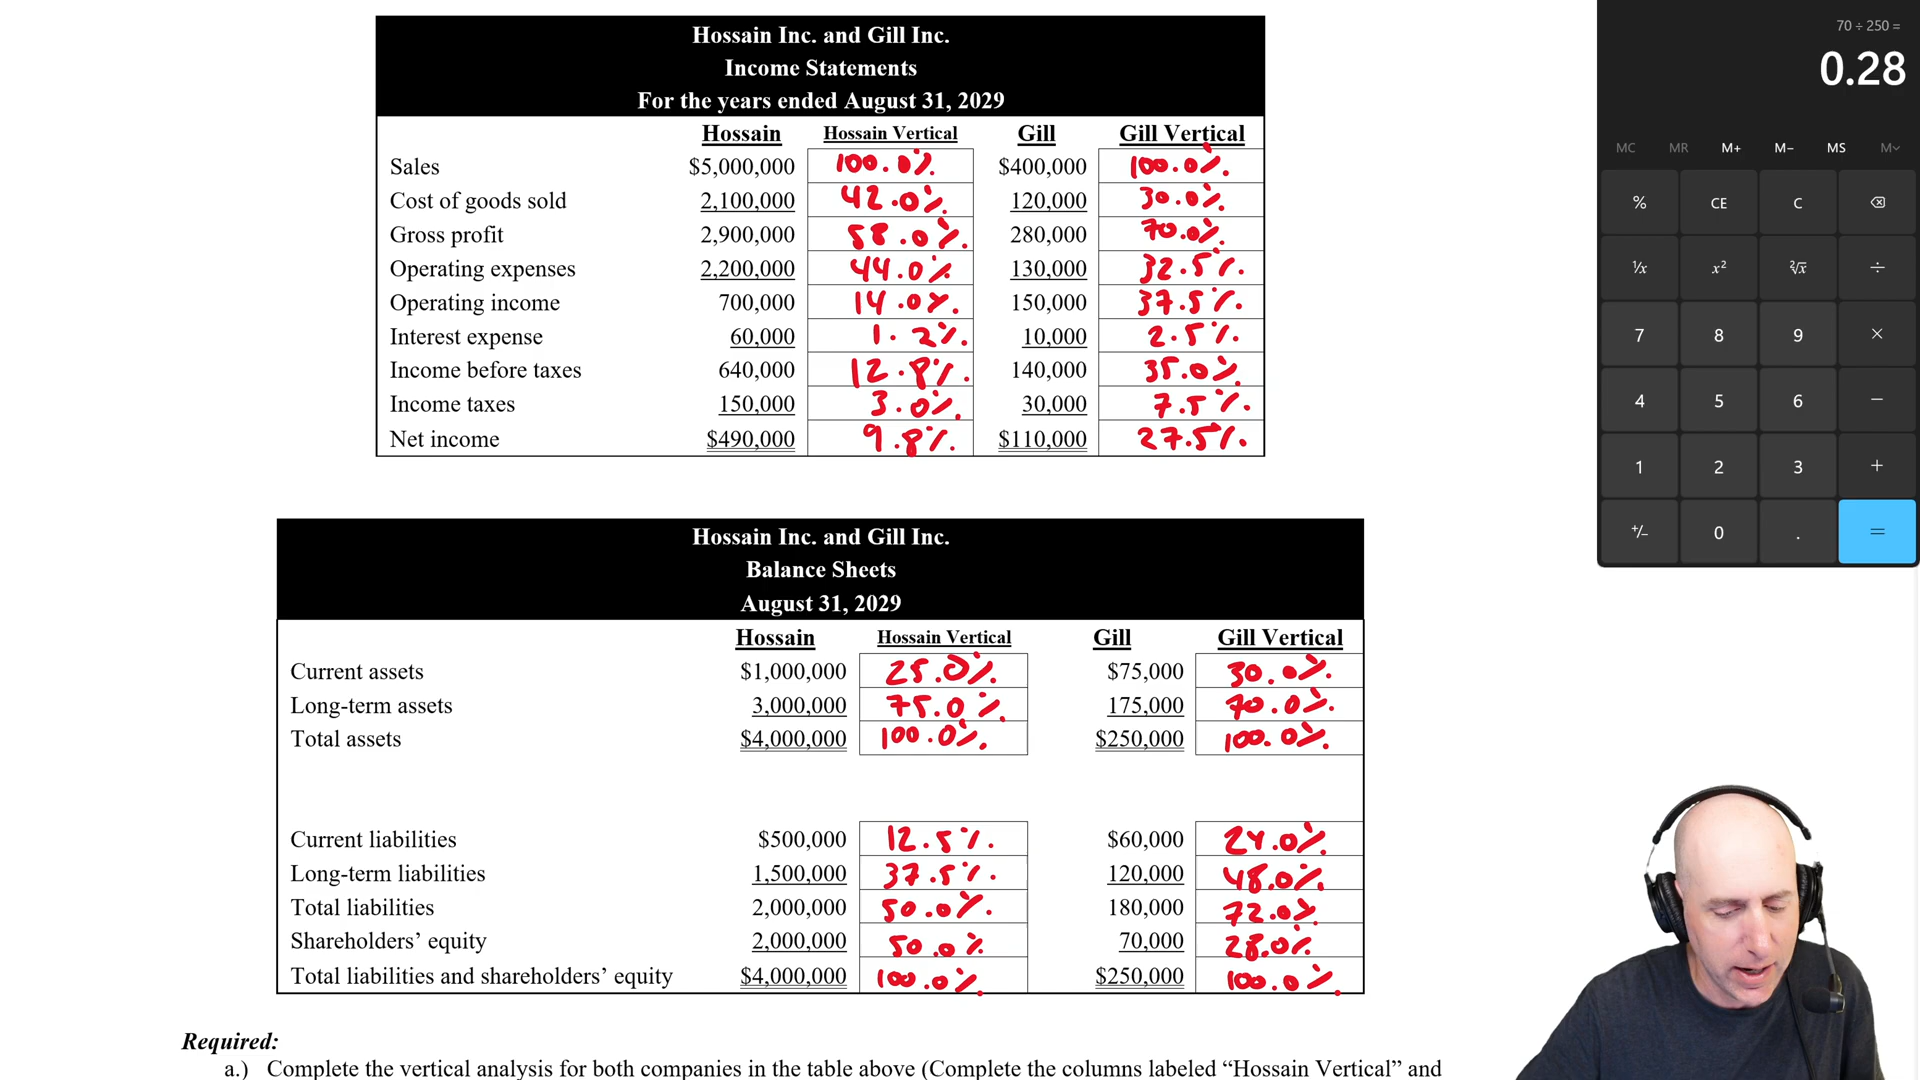 Hossain Inc. and Gill Inc.
Income Statements
For the years ended August 31, 2029
Hossain Hossain Vertical Gill Gill Vertical
Sales $5,000,000 100.0% $400,000 100.0%
Cost of goods sold 2,100,000 42.0% 120,000 30.0%
Gross profit 2,900,000 58.0% 280,000 70.0%
Operating expenses 2,200,000 44.0% 130,000 32.5%
Operating income 700,000 14.0% 150,000 37.5%
Interest expense 60,000 1.2% 10,000 2.5%
Income before taxes 640,000 12.8% 140,000 35.0%
Income taxes 150,000 3.0% 30,000 7.5%
Net income $490,000 9.8% $110,000 27.5%
Hossain Inc. and Gill Inc.
Balance Sheets
August 31, 2029
Hossain Hossain Vertical Gill Gill Vertical
Current assets $1,000,000 25.0% $75,000 30.0%
Long-term assets 3,000,000 75.0% 175,000 70.0%
Total assets $4,000,000 100.0% $250,000 100.0%
Current liabilities $500,000 12.5% $60,000 24.0%
Long-term liabilities 1,500,000 37.5% 120,000 48.0%
Total liabilities 2,000,000 50.0% 180,000 72.0%
Shareholders’ equity 2,000,000 50.0% 70,000 28.0%
Total liabilities and shareholders’ equity $4,000,000 100.0% $250,000 100.0%
Required:
a.) Complete the vertical analysis for both companies in the table above (Complete the columns labeled “Hossain Vertical” and
70 ÷ 250 =
0.28
MC MR M+ M− MS M˅
% CE C ⌫
¹/x x² ²√x ÷
7 8 9 ×
4 5 6 −
1 2 3 +
+/− 0 . =